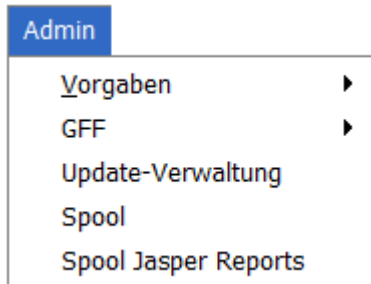 Admin
Vorgaben
GFF
Update-Verwaltung
Spool
Spool Jasper Reports